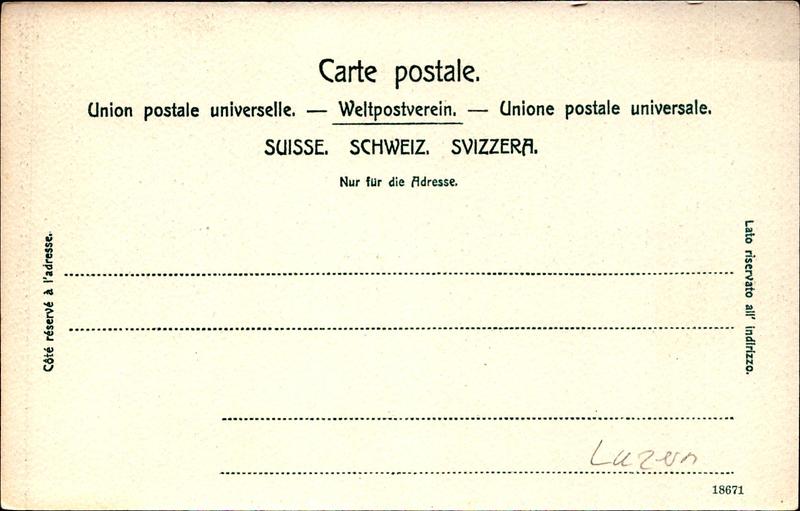 Carte postale.
Union postale universelle. — Weltpostverein. — Unione postale universale.
SUISSE. SCHWEIZ. SVIZZERA.
Nur für die Adresse.
Côté réservé à l'adresse.
Lato riservato all' indirizzo.
Luzern
18671